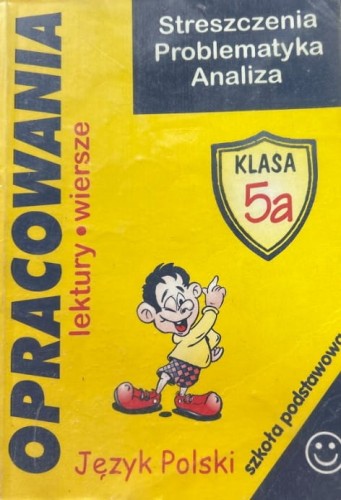 Streszczenia
Problematyka
Analiza
OPRACOWANIA
lektury • wiersze
KLASA
5a
Język Polski
szkoła podstawowa